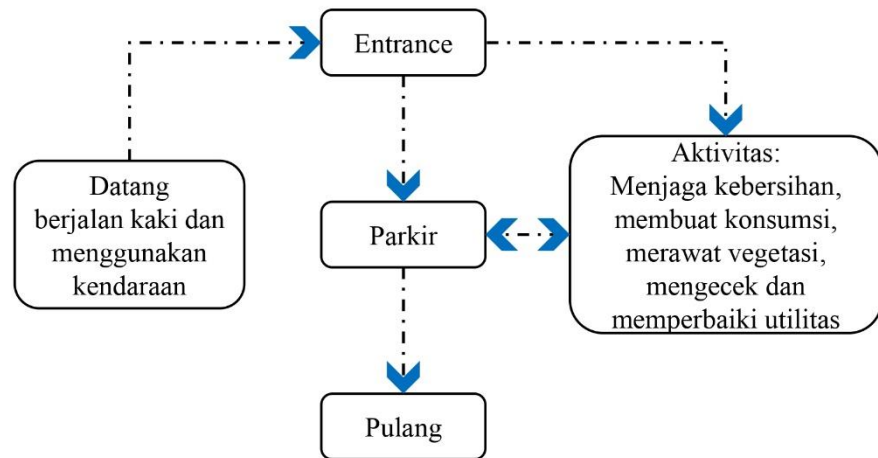 Entrance
Datang
berjalan kaki dan
menggunakan
kendaraan
Parkir
Aktivitas:
Menjaga kebersihan,
membuat konsumsi,
merawat vegetasi,
mengecek dan
memperbaiki utilitas
Pulang